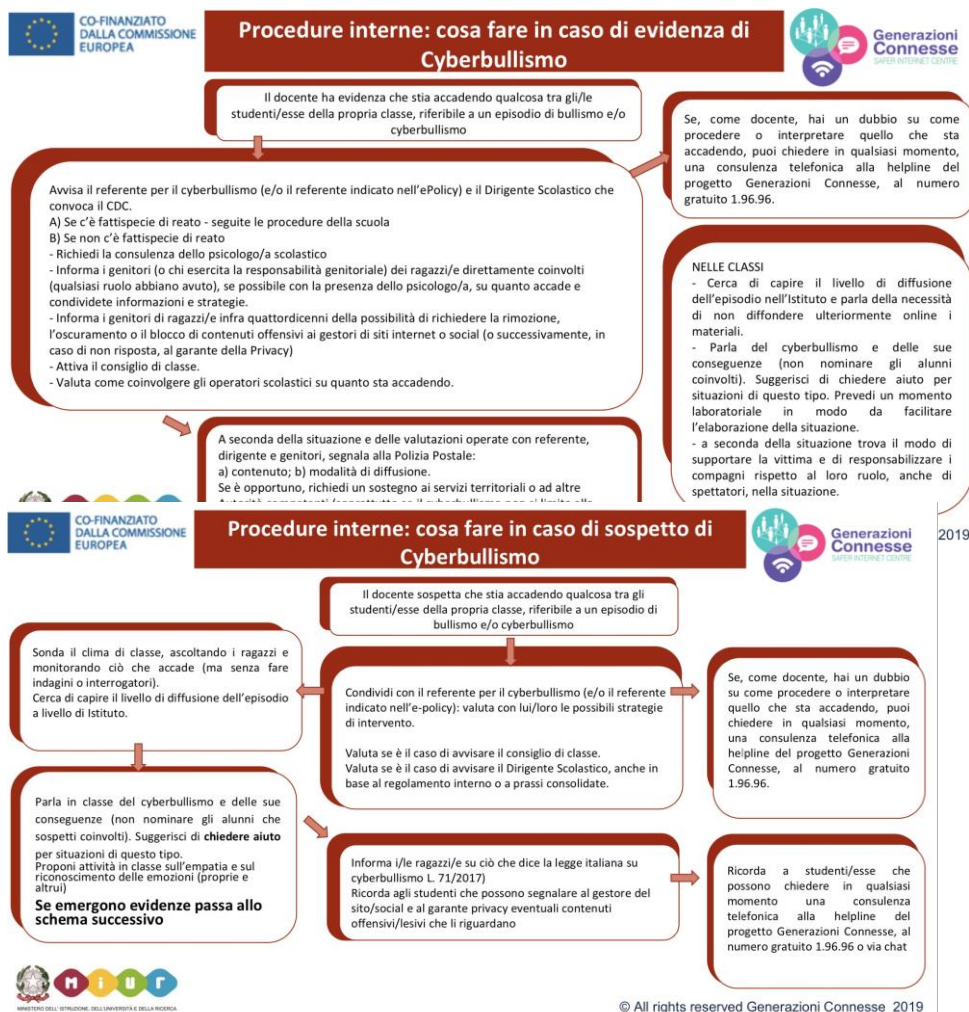 CO-FINANZIATO
DALLA COMMISSIONE
EUROPEA
Procedure interne: cosa fare in caso di evidenza di
Cyberbullismo
Generazioni
Connesse
SAFER INTERNET CENTRE
Il docente ha evidenza che stia accadendo qualcosa tra gli/le
studenti/esse della propria classe, riferibile a un episodio di bullismo e/o
cyberbullismo
Se, come docente, hai un dubbio su come
procedere o interpretare quello che sta
accadendo, puoi chiedere in qualsiasi momento,
una consulenza telefonica alla helpline del
progetto Generazioni Connesse, al numero
gratuito 1.96.96.
Avvisa il referente per il cyberbullismo (e/o il referente indicato nell'ePolicy) e il Dirigente Scolastico che
convoca il CDC.
A) Se c'è fattispecie di reato - seguite le procedure della scuola
B) Se non c'è fattispecie di reato
- Richiedi la consulenza dello psicologo/a scolastico
- Informa i genitori (o chi esercita la responsabilità genitoriale) dei ragazzi/e direttamente coinvolti
(qualsiasi ruolo abbiano avuto), se possibile con la presenza dello psicologo/a, su quanto accade e
condividete informazioni e strategie.
- Informa i genitori di ragazzi/e infra quattordicenni della possibilità di richiedere la rimozione,
l'oscuramento o il blocco di contenuti offensivi ai gestori di siti internet o social (o successivamente, in
caso di non risposta, al garante della Privacy)
- Attiva il consiglio di classe.
- Valuta come coinvolgere gli operatori scolastici su quanto sta accadendo.
NELLE CLASSI
- Cerca di capire il livello di diffusione
dell'episodio nell'Istituto e parla della necessità
di non diffondere ulteriormente online i
materiali.
- Parla del cyberbullismo e delle sue
conseguenze (non nominare gli alunni
coinvolti). Suggerisci di chiedere aiuto per
situazioni di questo tipo. Prevedi un momento
laboratoriale in modo da facilitare
l'elaborazione della situazione.
- a seconda della situazione trova il modo di
supportare la vittima e di responsabilizzare i
compagni rispetto al loro ruolo, anche di
spettatori, nella situazione.
A seconda della situazione e delle valutazioni operate con referente,
dirigente e genitori, segnala alla Polizia Postale:
a) contenuto; b) modalità di diffusione.
Se è opportuno, richiedi un sostegno ai servizi territoriali o ad altre
2019
CO-FINANZIATO
DALLA COMMISSIONE
EUROPEA
Procedure interne: cosa fare in caso di sospetto di
Cyberbullismo
Generazioni
Connesse
SAFER INTERNET CENTRE
Il docente sospetta che stia accadendo qualcosa tra gli
studenti/esse della propria classe, riferibile a un episodio di
bullismo e/o cyberbullismo
Sonda il clima di classe, ascoltando i ragazzi e
monitorando ciò che accade (ma senza fare
indagini o interrogatori).
Cerca di capire il livello di diffusione dell'episodio
a livello di Istituto.
Condividi con il referente per il cyberbullismo (e/o il referente
indicato nell'e-policy): valuta con lui/loro le possibili strategie
di intervento.
Valuta se è il caso di avvisare il consiglio di classe.
Valuta se è il caso di avvisare il Dirigente Scolastico, anche in
base al regolamento interno o a prassi consolidate.
Se, come docente, hai un dubbio
su come procedere o interpretare
quello che sta accadendo, puoi
chiedere in qualsiasi momento,
una consulenza telefonica alla
helpline del progetto Generazioni
Connesse, al numero gratuito
1.96.96.
Parla in classe del cyberbullismo e delle sue
conseguenze (non nominare gli alunni che
sospetti coinvolti). Suggerisci di chiedere aiuto
per situazioni di questo tipo.
Proponi attività in classe sull'empatia e sul
riconoscimento delle emozioni (proprie e
altrui)
Se emergono evidenze passa allo
schema successivo
Informa i/le ragazzi/e su ciò che dice la legge italiana su
cyberbullismo L. 71/2017)
Ricorda agli studenti che possono segnalare al gestore del
sito/social e al garante privacy eventuali contenuti
offensivi/lesivi che li riguardano
Ricorda a studenti/esse che
possono chiedere in qualsiasi
momento una consulenza
telefonica alla helpline del
progetto Generazioni Connesse, al
numero gratuito 1.96.96 o via chat
MiUR
MINISTERO DELL'ISTRUZIONE, DELL'UNIVERSITÀ E DELLA RICERCA
© All rights reserved Generazioni Connesse 2019